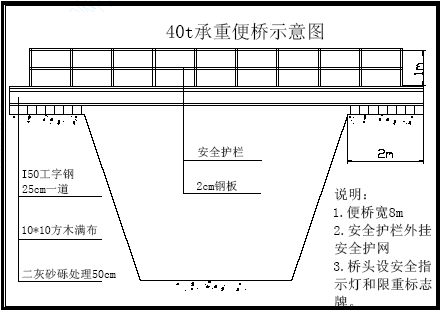 40t承重便桥示意图
1m
安全护栏
2m
I50工字钢
25cm一道
2cm钢板
说明:
1.便桥宽8m
10*10方木满布
2.安全护栏外挂
安全护网
3.桥头设安全指
示灯和限重标志
牌。
二灰砂砾处理50cm